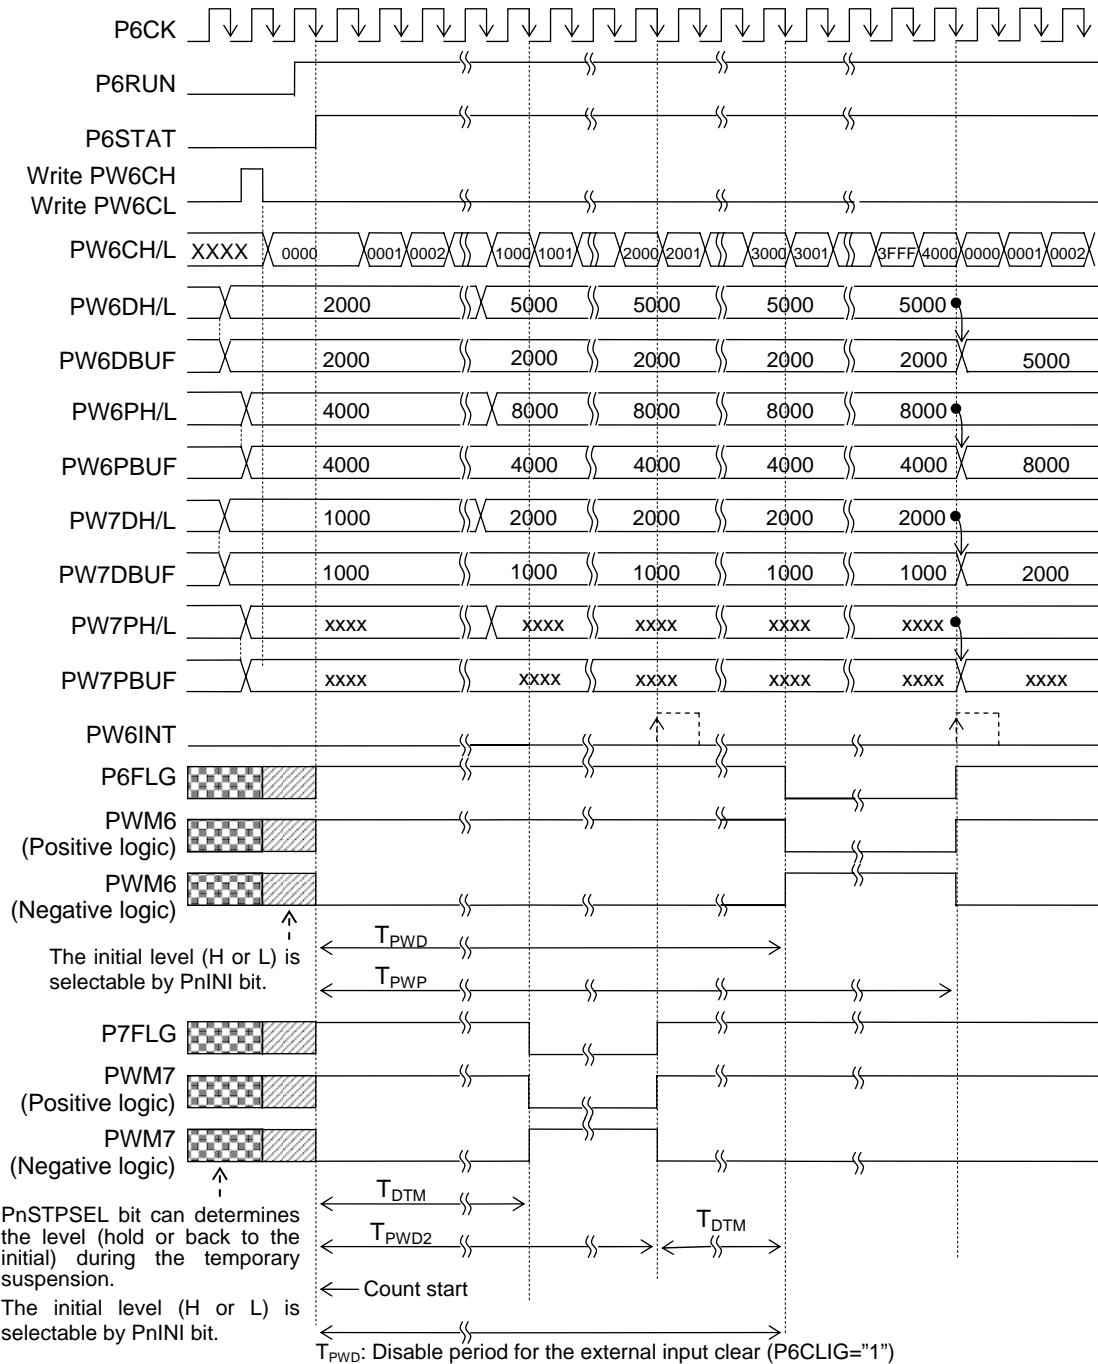 P6CK
P6RUN
P6STAT
Write PW6CH
Write PW6CL
PW6CH/L XXXX 0000 0001 0002 1000 1001 2000 2001 3000 3001 3FFF 4000 0000 0001 0002
PW6DH/L 2000 5000 5000 5000 5000
PW6DBUF 2000 2000 2000 2000 2000 5000
PW6PH/L 4000 8000 8000 8000 8000
PW6PBUF 4000 4000 4000 4000 4000 8000
PW7DH/L 1000 2000 2000 2000 2000
PW7DBUF 1000 1000 1000 1000 1000 2000
PW7PH/L xxxx xxxx xxxx xxxx xxxx
PW7PBUF xxxx xxxx xxxx xxxx xxxx xxxx
PW6INT
P6FLG
PWM6
(Positive logic)
PWM6
(Negative logic)
The initial level (H or L) is
selectable by PnINI bit.
TPWD
TPWP
P7FLG
PWM7
(Positive logic)
PWM7
(Negative logic)
PnSTPSEL bit can determines
the level (hold or back to the
initial) during the temporary
suspension.
The initial level (H or L) is
selectable by PnINI bit.
TDTM
TPWD2 TDTM
Count start
TPWD: Disable period for the external input clear (P6CLIG="1")